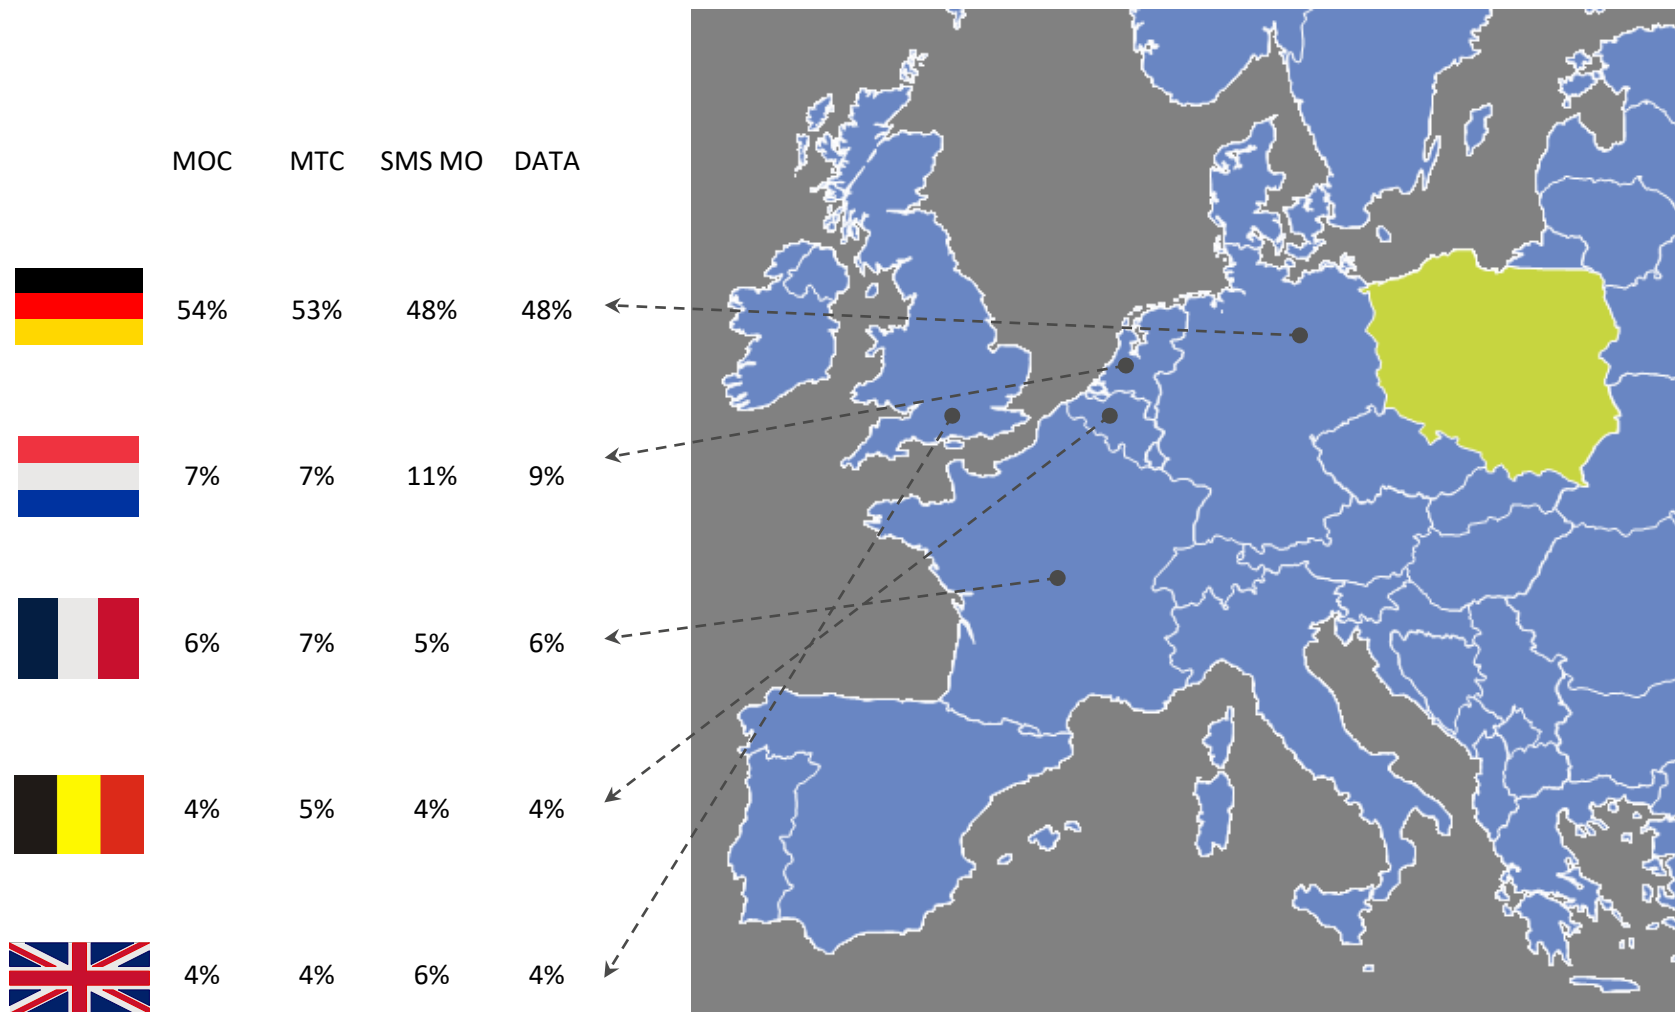 MOC MTC SMS MO DATA
54% 53% 48% 48%
7% 7% 11% 9%
6% 7% 5% 6%
4% 5% 4% 4%
4% 4% 6% 4%